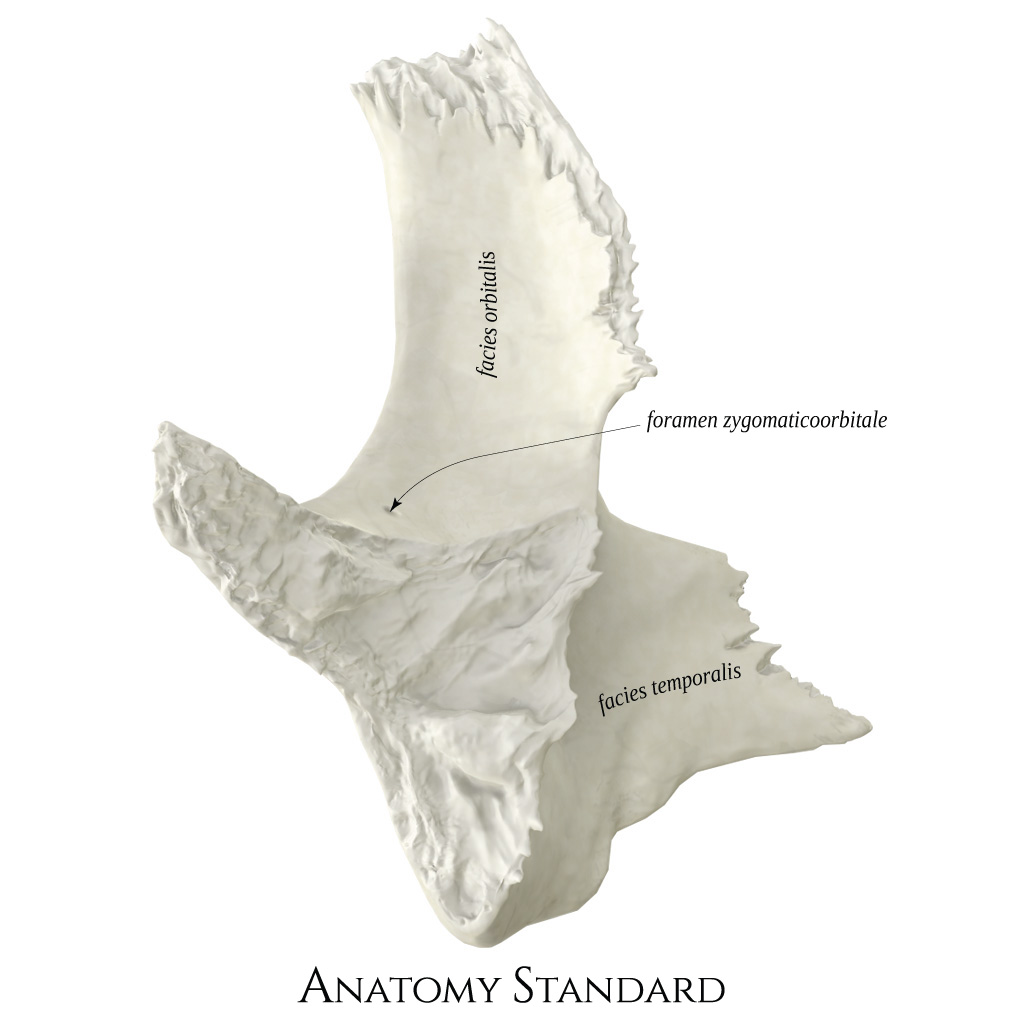 facies orbitalis
foramen zygomaticoorbitale
facies temporalis
ANATOMY STANDARD